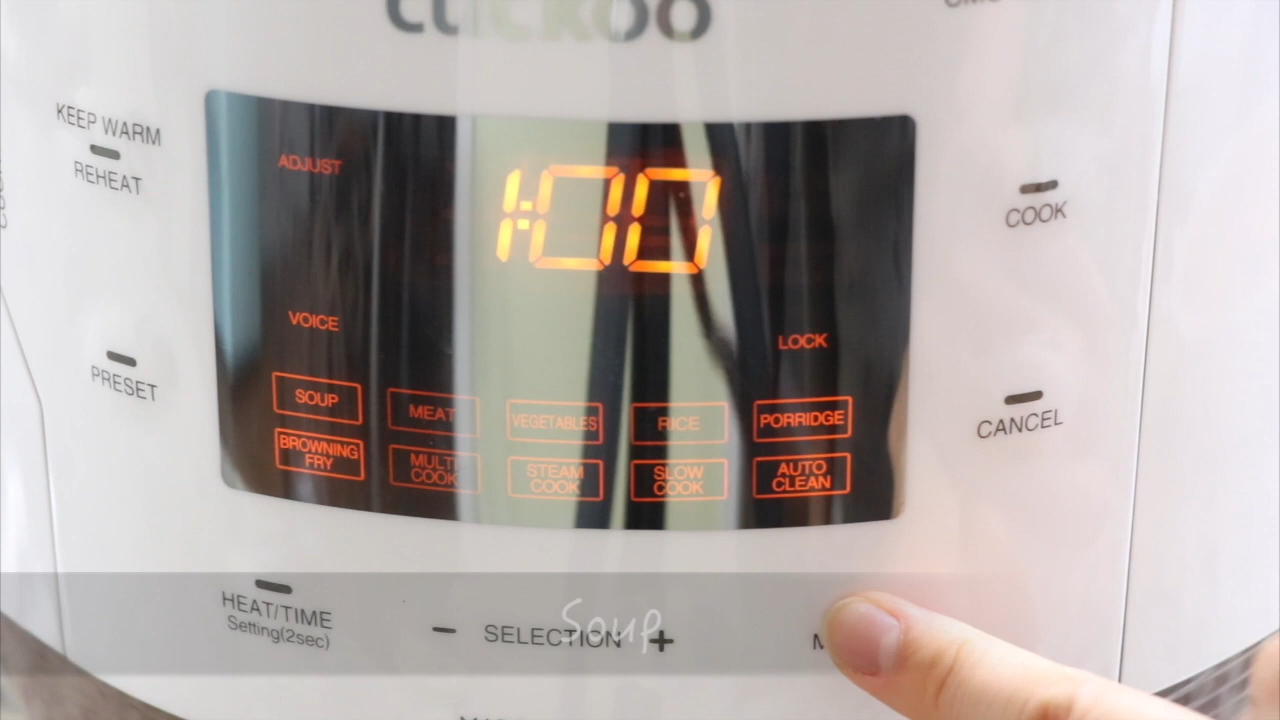 cuckoo
KEEP WARM
REHEAT
PRESET
ADJUST
1:00
VOICE
LOCK
SOUP
MEAT
VEGETABLES
RICE
PORRIDGE
BROWNING
FRY
MULTI
COOK
STEAM
COOK
SLOW
COOK
AUTO
CLEAN
COOK
CANCEL
HEAT/TIME
Setting(2sec)
- SELECTION +
Soup